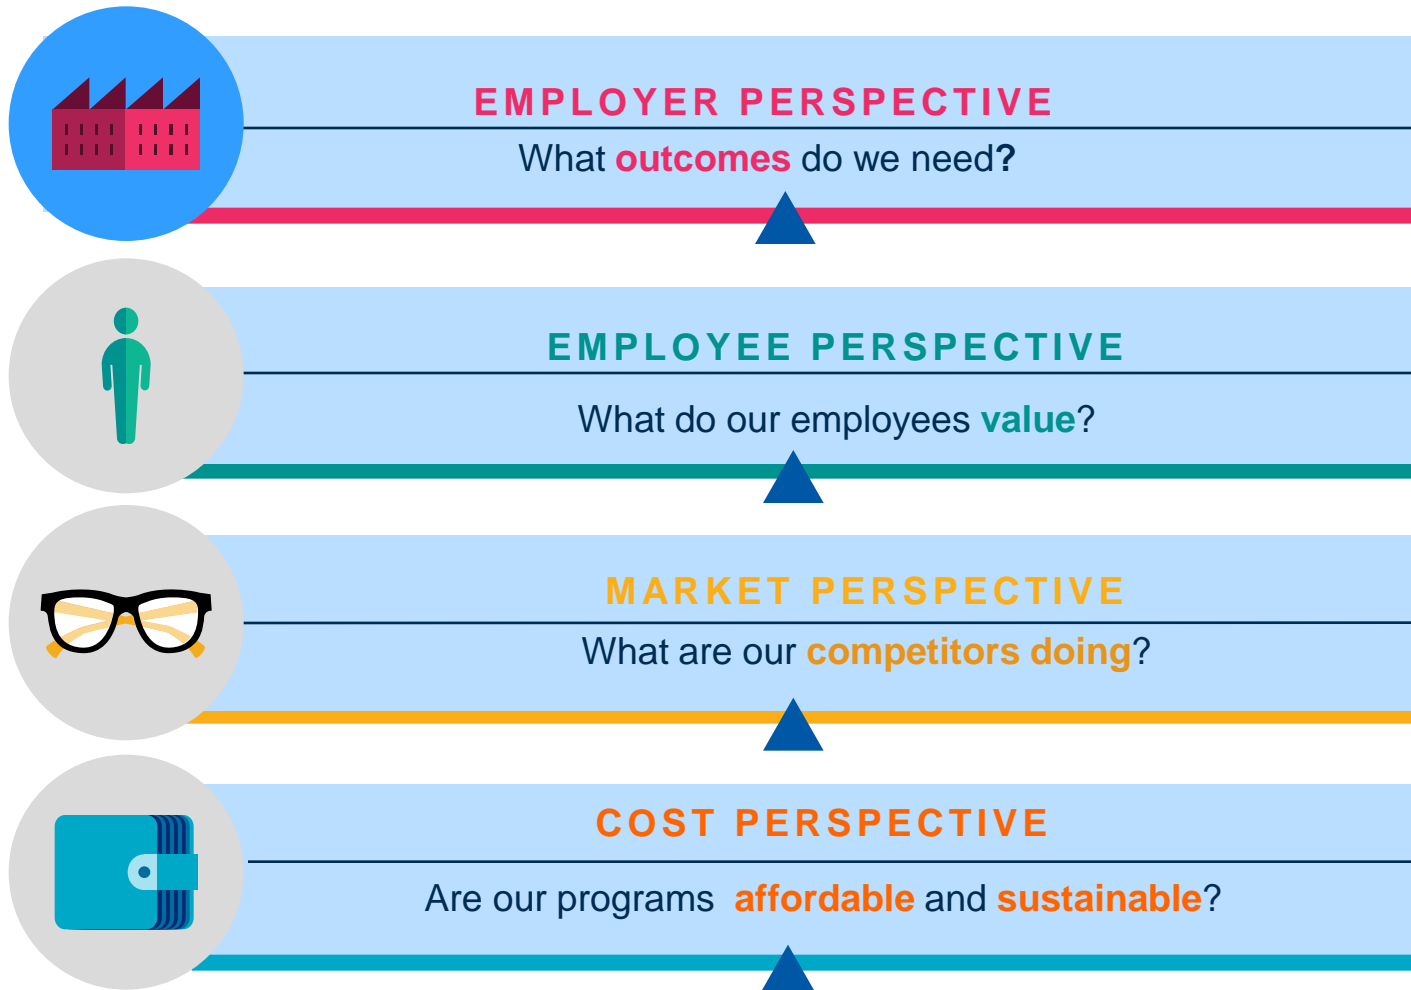 EMPLOYER PERSPECTIVE
What outcomes do we need?
EMPLOYEE PERSPECTIVE
What do our employees value?
MARKET PERSPECTIVE
What are our competitors doing?
COST PERSPECTIVE
Are our programs affordable and sustainable?